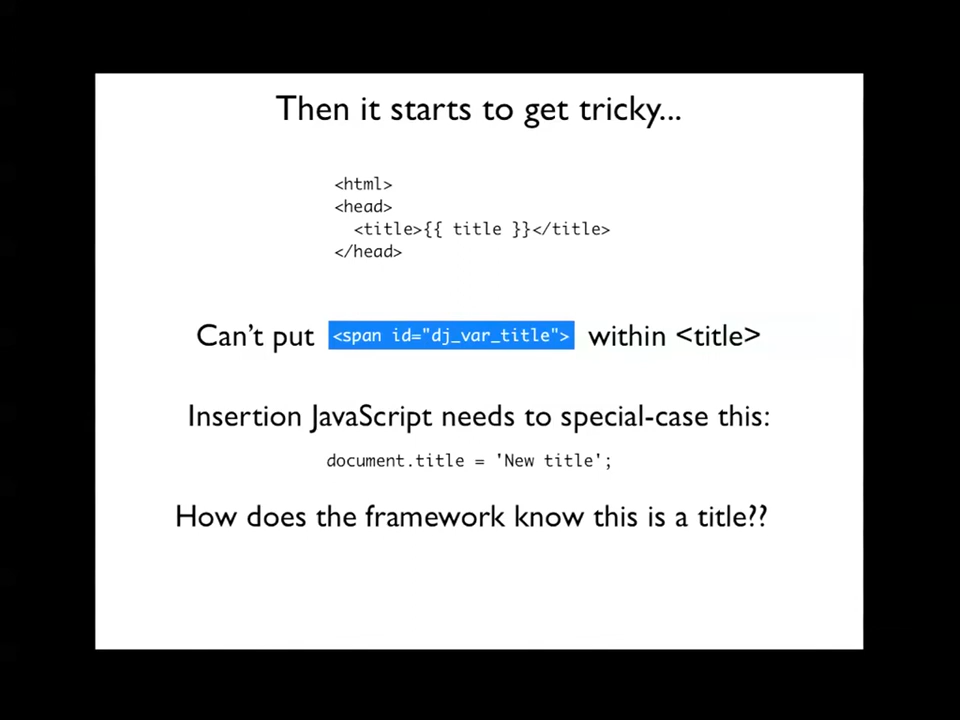 Then it starts to get tricky...
<html>
<head>
  <title>{{ title }}</title>
</head>
Can’t put <span id="dj_var_title"> within <title>
Insertion JavaScript needs to special-case this:
document.title = 'New title';
How does the framework know this is a title??